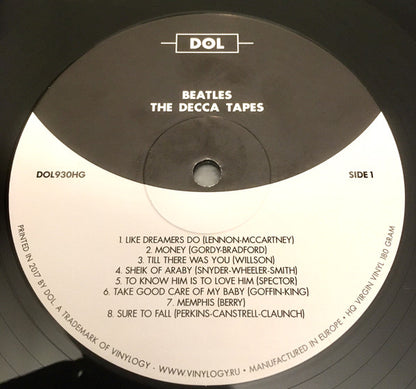 DOL
BEATLES
THE DECCA TAPES
DOL930HG
SIDE 1
1. LIKE DREAMERS DO (LENNON-MCCARTNEY)
2. MONEY (GORDY-BRADFORD)
3. TILL THERE WAS YOU (WILLSON)
4. SHEIK OF ARABY (SNYDER-WHEELER-SMITH)
5. TO KNOW HIM IS TO LOVE HIM (SPECTOR)
6. TAKE GOOD CARE OF MY BABY (GOFFIN-KING)
7. MEMPHIS (BERRY)
8. SURE TO FALL (PERKINS-CANSTRELL-CLAUNCH)
PRINTED IN 2017 BY DOL. A TRADEMARK OF VINYLOGY • WWW.VINYLOGY.RU • MANUFACTURED IN EUROPE • HQ VIRGIN VINYL 180 GRAM